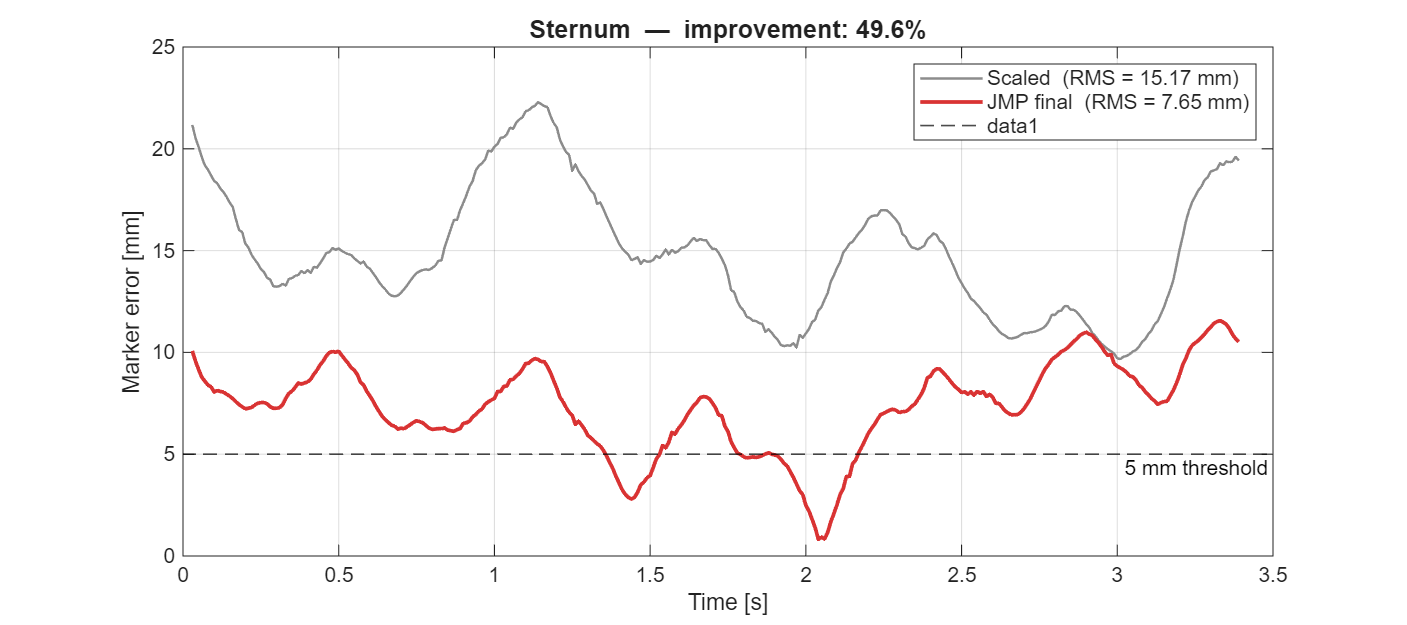 Sternum — improvement: 49.6%
25
20
15
10
5
0
Marker error [mm]
Scaled (RMS = 15.17 mm)
JMP final (RMS = 7.65 mm)
data1
5 mm threshold
0 0.5 1 1.5 2 2.5 3 3.5
Time [s]